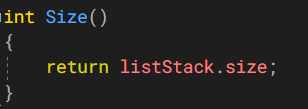 int Size()
{
return listStack.size;
}